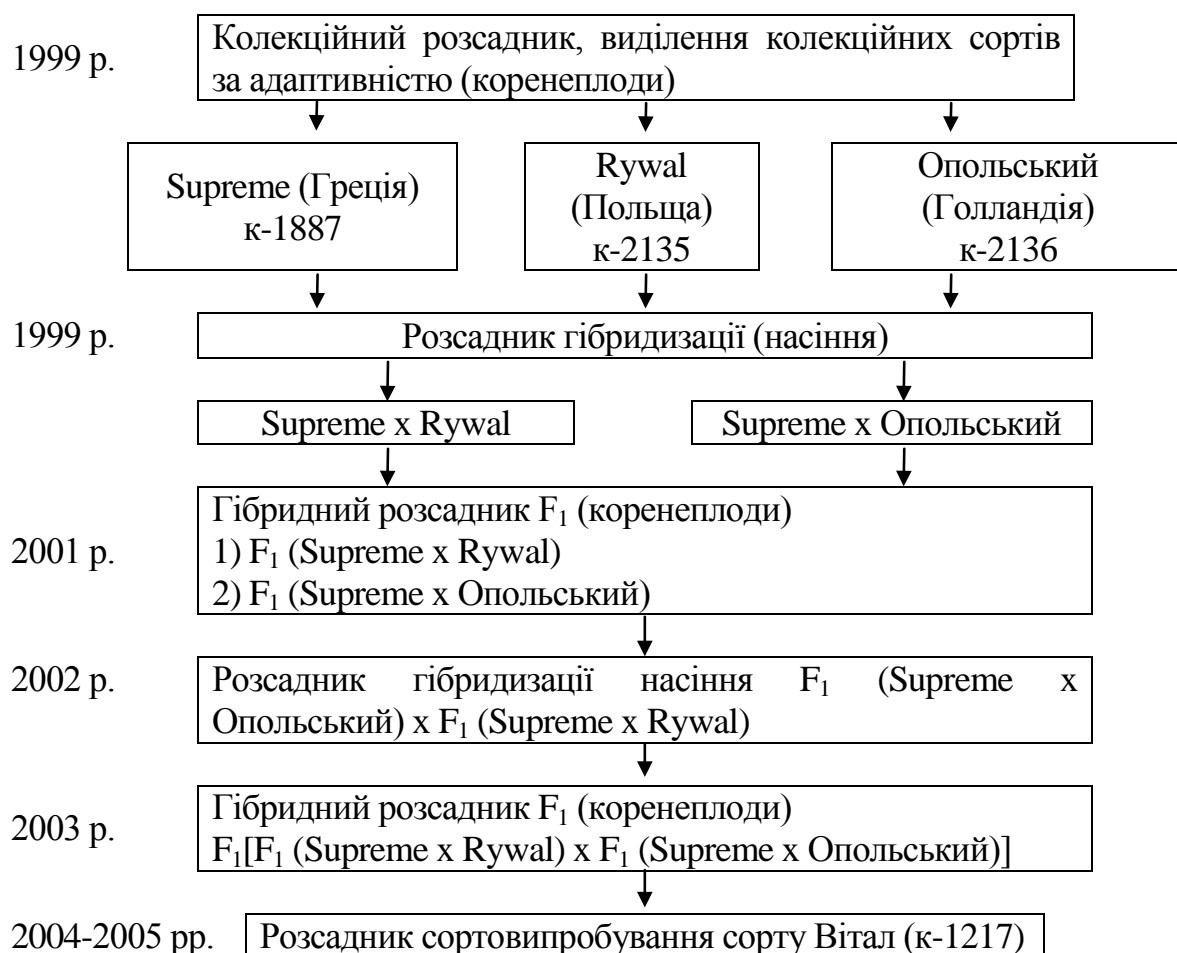 1999 р.
Колекційний розсадник, виділення колекційних сортів
за адаптивністю (коренеплоди)
Supreme (Греція)
к-1887
Rywal
(Польща)
к-2135
Опольський
(Голландія)
к-2136
1999 р.
Розсадник гібридизації (насіння)
Supreme x Rywal
Supreme x Опольський
2001 р.
Гібридний розсадник F₁ (коренеплоди)
1) F₁ (Supreme x Rywal)
2) F₁ (Supreme x Опольський)
2002 р.
Розсадник гібридизації насіння F₁ (Supreme x
Опольський) x F₁ (Supreme x Rywal)
2003 р.
Гібридний розсадник F₁ (коренеплоди)
F₁[F₁ (Supreme x Rywal) x F₁ (Supreme x Опольський)]
2004-2005 рр.
Розсадник сортовипробування сорту Вітал (к-1217)